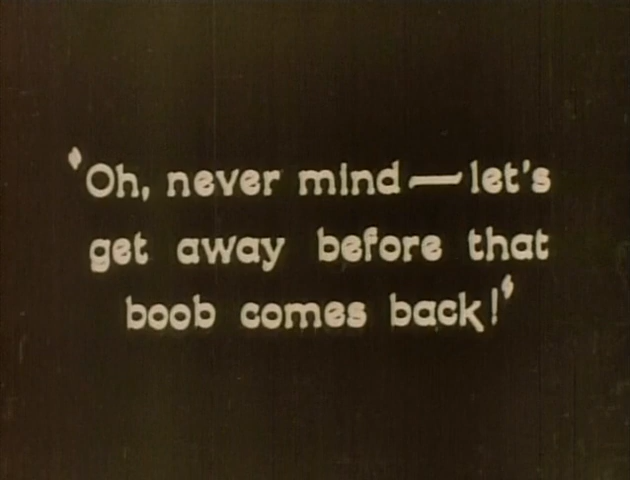 'Oh, never mind—let's
get away before that
boob comes back!'